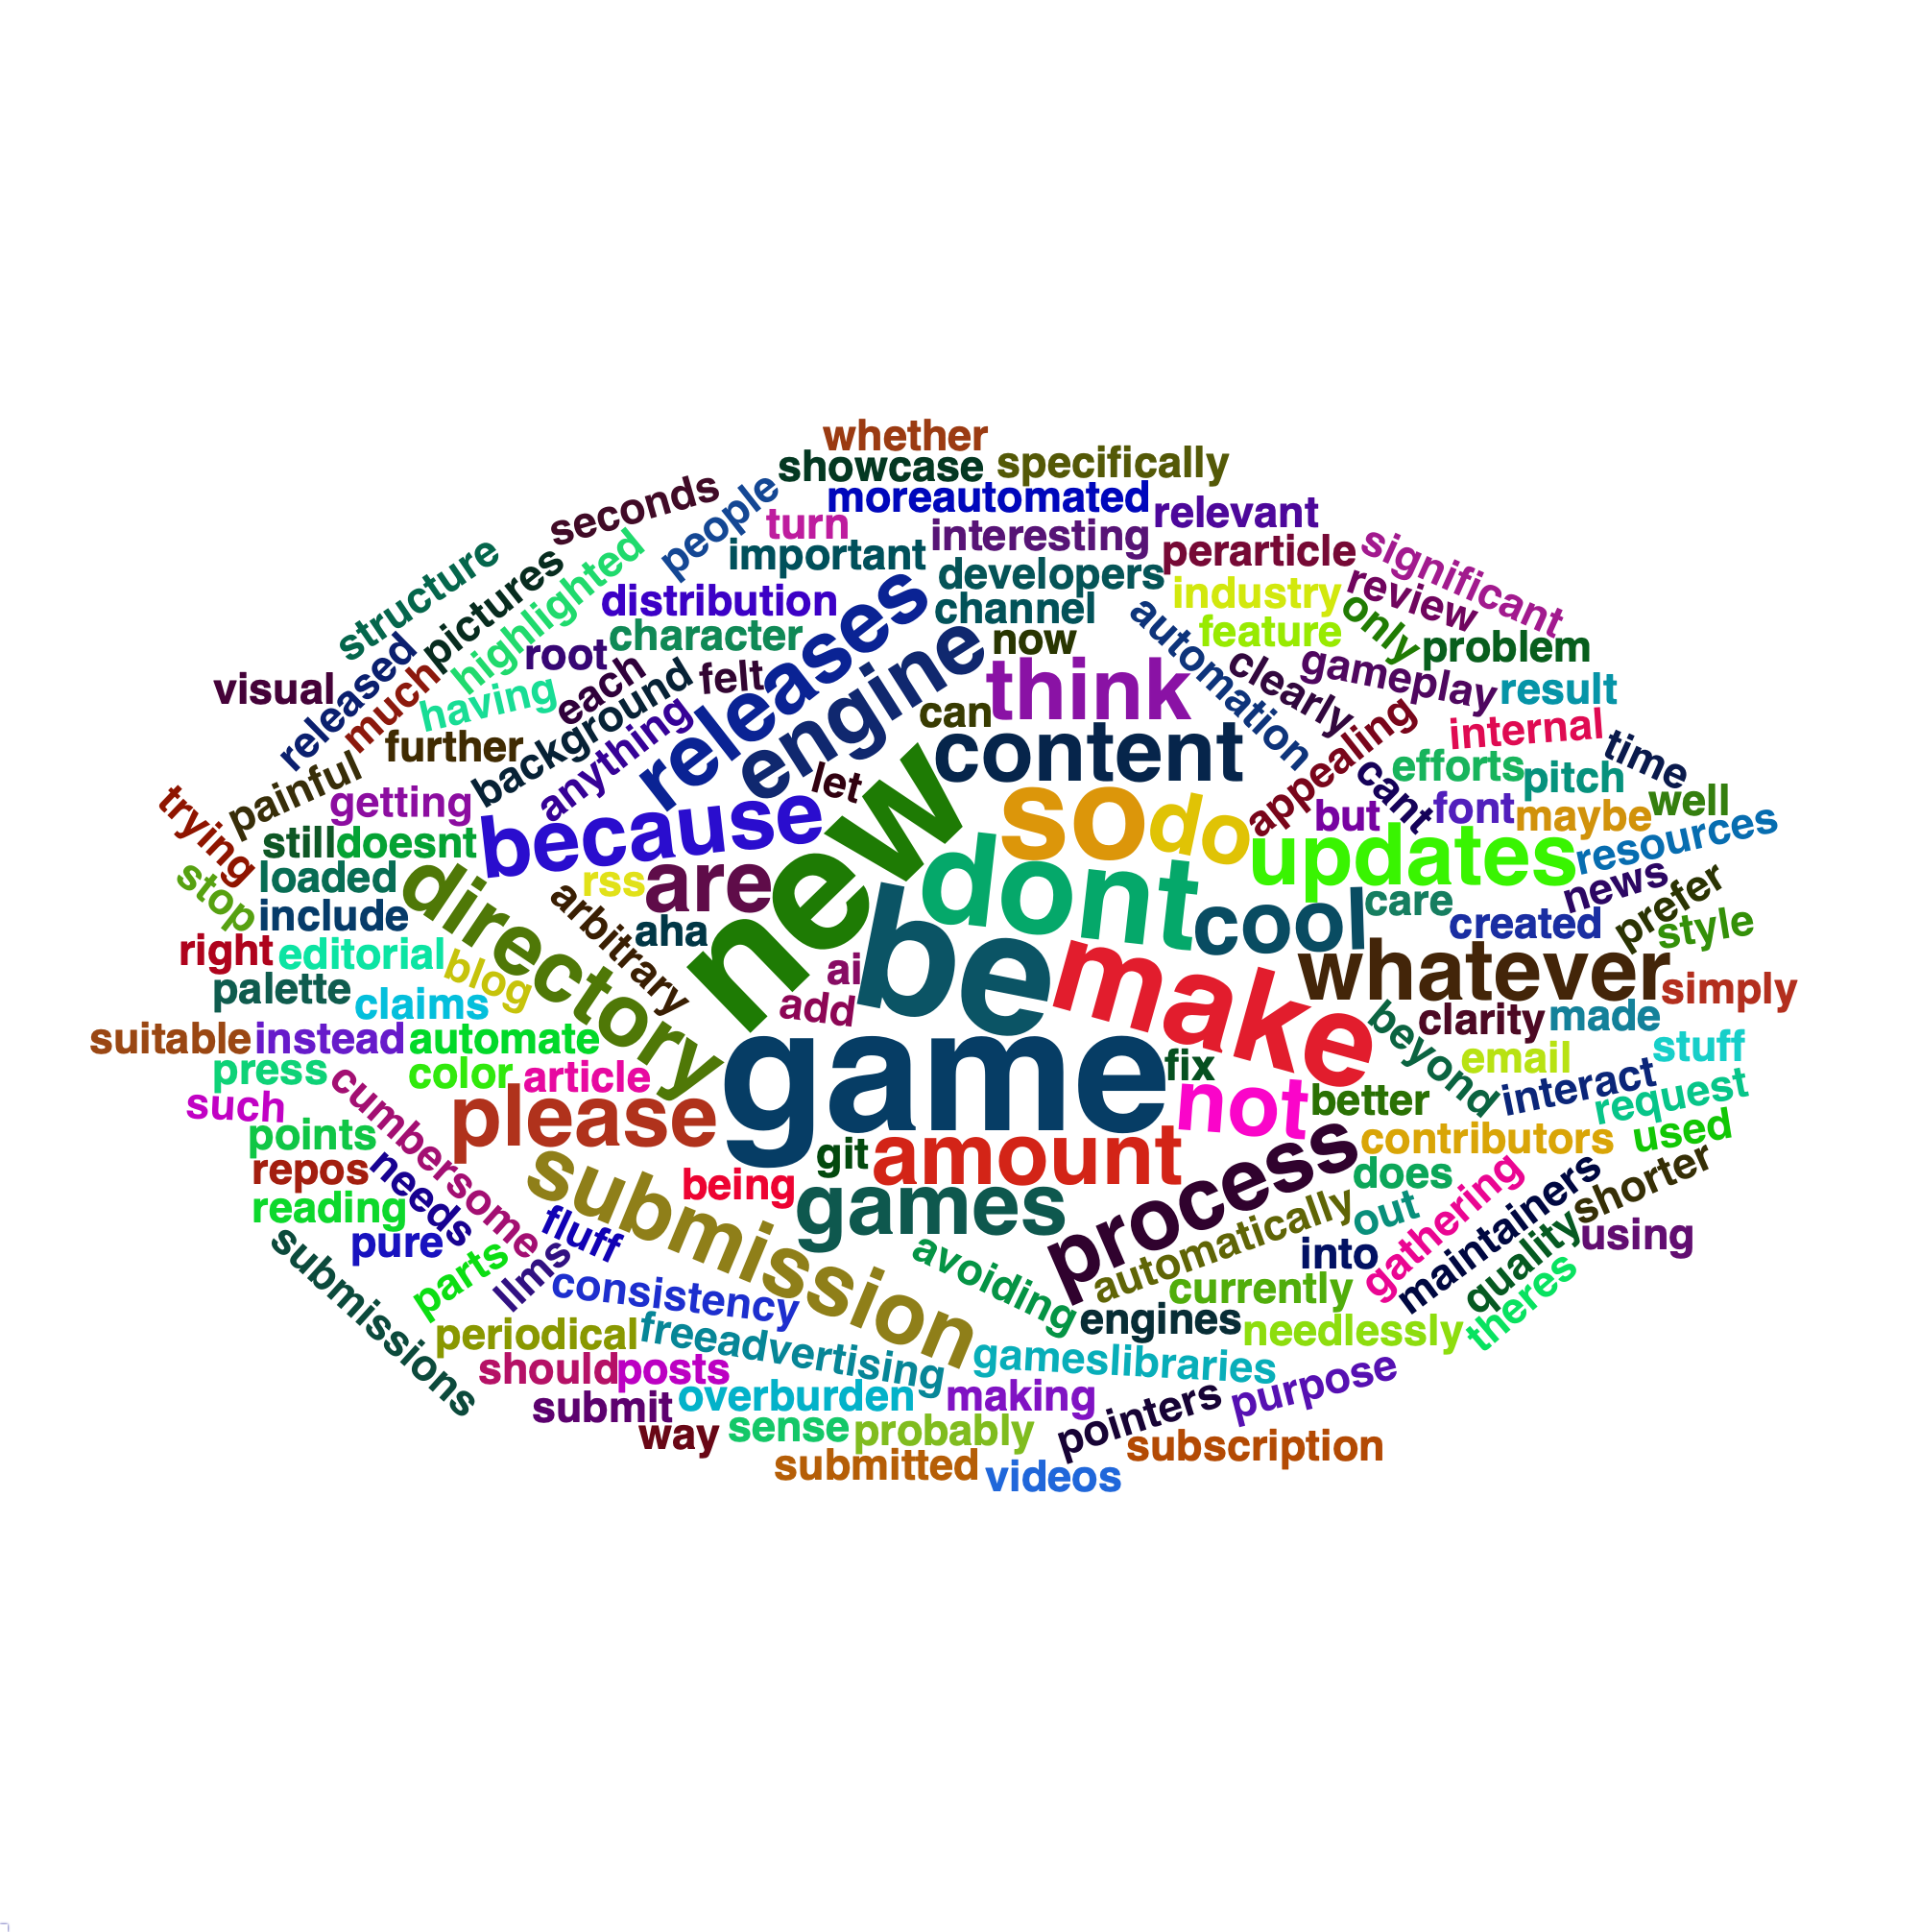 whether
showcase specifically
seconds people moreautomated relevant
turn interesting
structure pictures highlighted important perarticle significant
distribution releases developers industry review
channel automation feature only
released much root character engine now problem
visual having each background felt think clearly gameplay result
painful further anything can content appealing internal time
trying getting let new so do cant efforts pitch
because but font maybe well
still doesnt updates resources
stop loaded directory rss are dont cool care news prefer
include arbitrary aha be whatever created style
right editorial blog ai make
palette claims add simply
suitable instead automate game beyond clarity made
press cumbersome color article fix email stuff
such please not better interact request
points git amount process contributors used
repos needs submission being does gathering maintainers shorter
reading games automatically out
pure fluff avoiding into quality using
submissions parts llms consistency currently theres
periodical freeadvertising engines needlessly
should posts gameslibraries
submit overburden making pointers purpose
way sense probably subscription
submitted videos